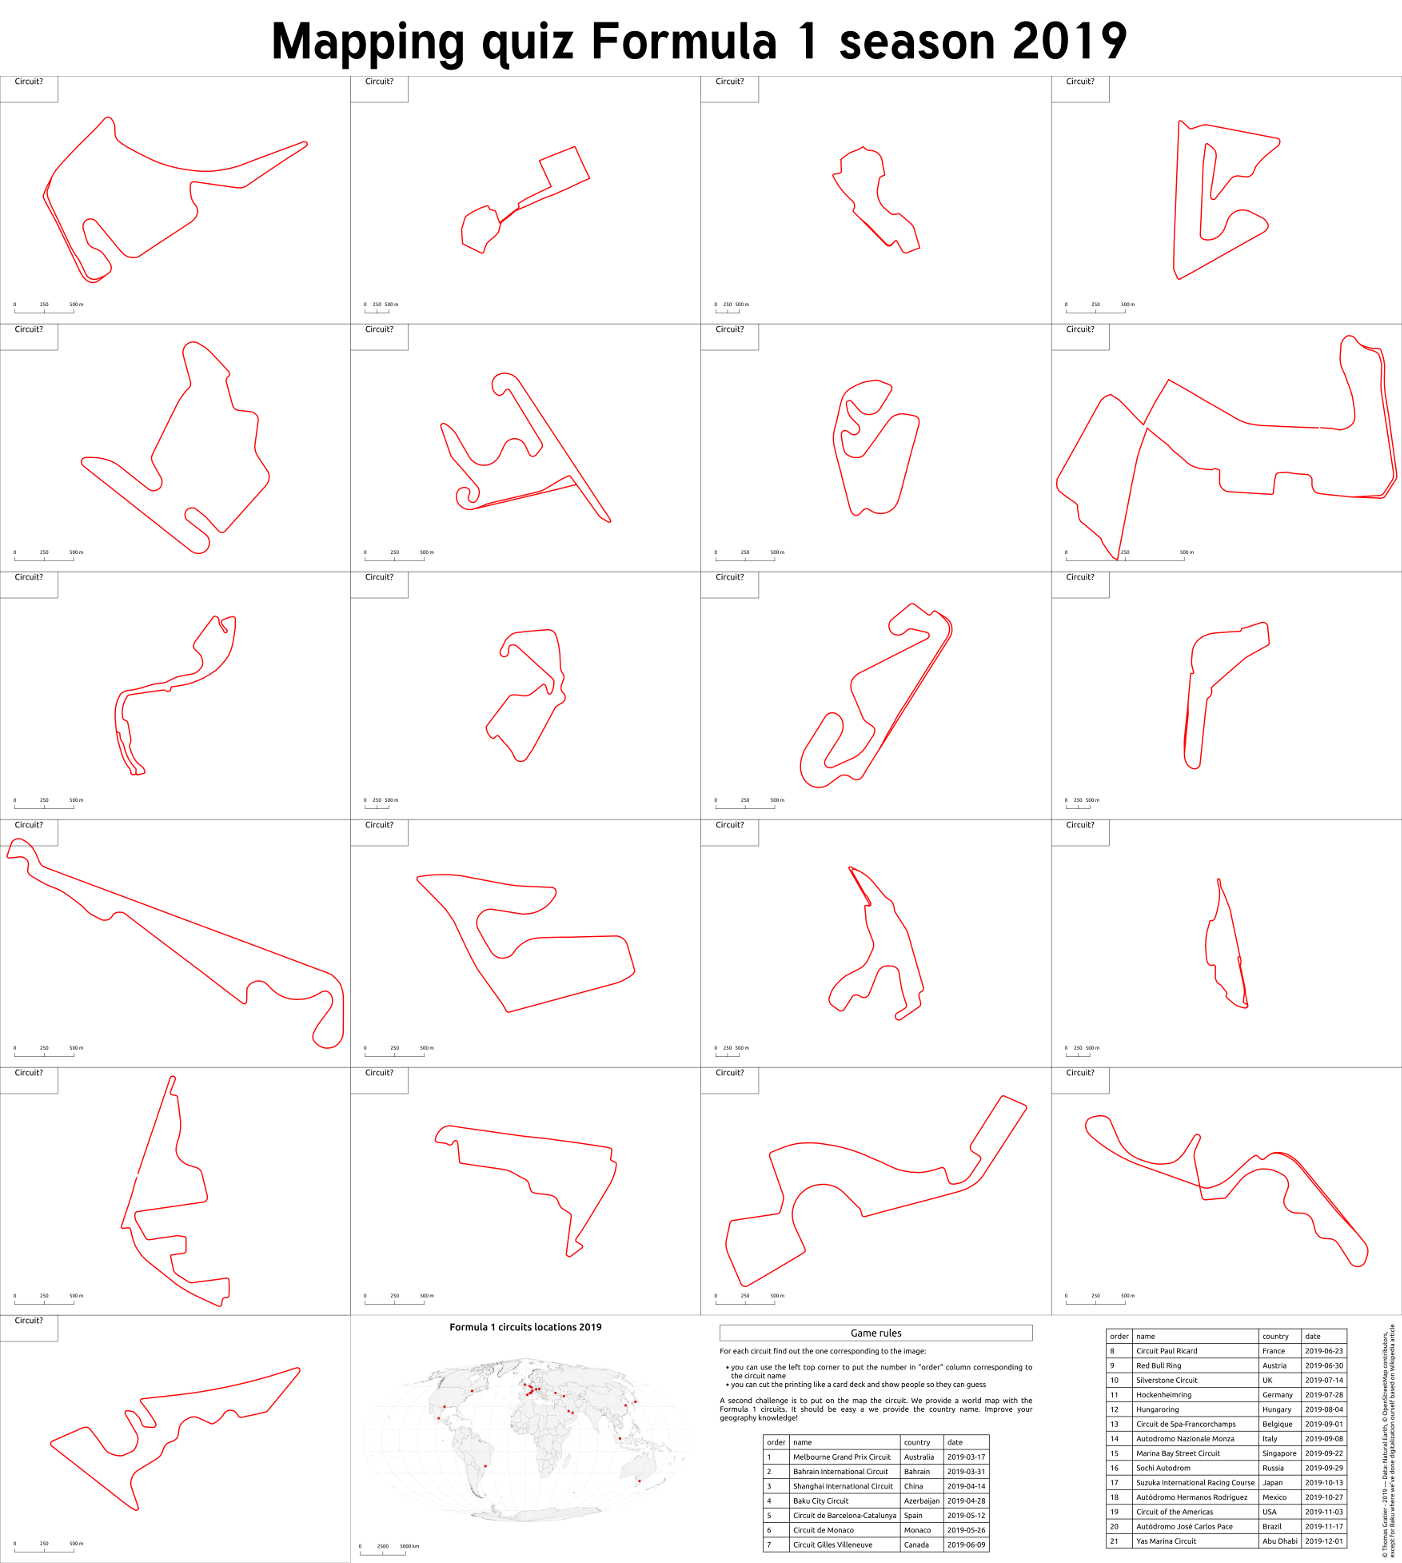 Mapping quiz Formula 1 season 2019
Circuit?
Circuit?
Circuit?
Circuit?
0 250 500 m
0 250 500 m
0 250 500 m
0 250 500 m
Circuit?
Circuit?
Circuit?
Circuit?
0 250 500 m
0 250 500 m
0 250 500 m
0 250 500 m
Circuit?
Circuit?
Circuit?
Circuit?
0 250 500 m
0 250 500 m
0 250 500 m
0 250 500 m
Circuit?
Circuit?
Circuit?
Circuit?
0 250 500 m
0 250 500 m
0 250 500 m
0 250 500 m
Circuit?
Circuit?
Circuit?
Circuit?
0 250 500 m
0 250 500 m
0 250 500 m
0 250 500 m
Circuit?
0 250 500 m
Formula 1 circuits locations 2019
0 2500 5000 km
Game rules
For each circuit find out the one corresponding to the image:
• you can use the left top corner to put the number in "order" column corresponding to
the circuit name
• you can cut the printing like a card deck and show people so they can guess
A second challenge is to put on the map the circuit. We provide a world map with the
Formula 1 circuits. It should be easy a we provide the country name. Improve your
geography knowledge!
order name country date
1 Melbourne Grand Prix Circuit Australia 2019-03-17
2 Bahrain International Circuit Bahrain 2019-03-31
3 Shanghai International Circuit China 2019-04-14
4 Baku City Circuit Azerbaijan 2019-04-28
5 Circuit de Barcelona-Catalunya Spain 2019-05-12
6 Circuit de Monaco Monaco 2019-05-26
7 Circuit Gilles Villeneuve Canada 2019-06-09
order name country date
8 Circuit Paul Ricard France 2019-06-23
9 Red Bull Ring Austria 2019-06-30
10 Silverstone Circuit UK 2019-07-14
11 Hockenheimring Germany 2019-07-28
12 Hungaroring Hungary 2019-08-04
13 Circuit de Spa-Francorchamps Belgique 2019-09-01
14 Autodromo Nazionale Monza Italy 2019-09-08
15 Marina Bay Street Circuit Singapore 2019-09-22
16 Sochi Autodrom Russia 2019-09-29
17 Suzuka International Racing Course Japan 2019-10-13
18 Autódromo Hermanos Rodríguez Mexico 2019-10-27
19 Circuit of the Americas USA 2019-11-03
20 Autódromo José Carlos Pace Brazil 2019-11-17
21 Yas Marina Circuit Abu Dhabi 2019-12-01
© Thomas Gratier - 2019 — Data: Natural Earth, © OpenStreetMap contributors,
except for Baku where we've done digitalization ourself based on Wikipedia article